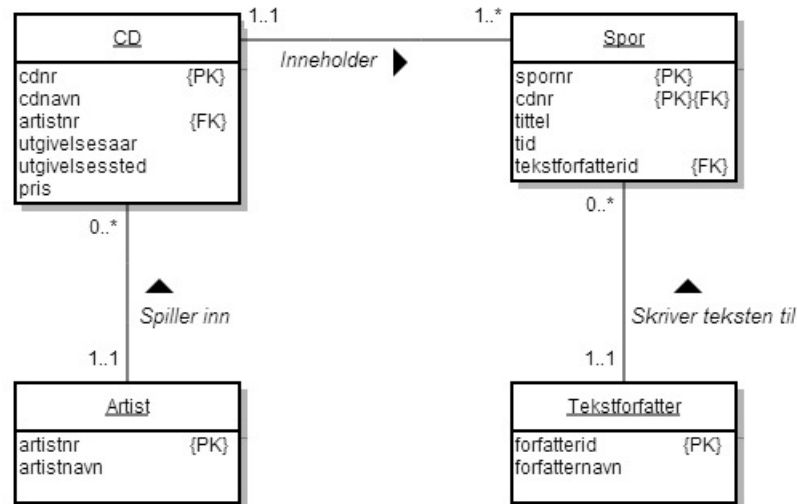 1..1
1..*
CD
Inneholder
Spor
cdnr {PK}
cdnavn
artistnr {FK}
utgivelsesaar
utgivelsessted
pris
spornr {PK}
cdnr {PK}{FK}
tittel
tid
tekstforfatterid {FK}
0..*
0..*
Spiller inn
Skriver teksten til
1..1
1..1
Artist
artistnr {PK}
artistnavn
Tekstforfatter
forfatterid {PK}
forfatternavn